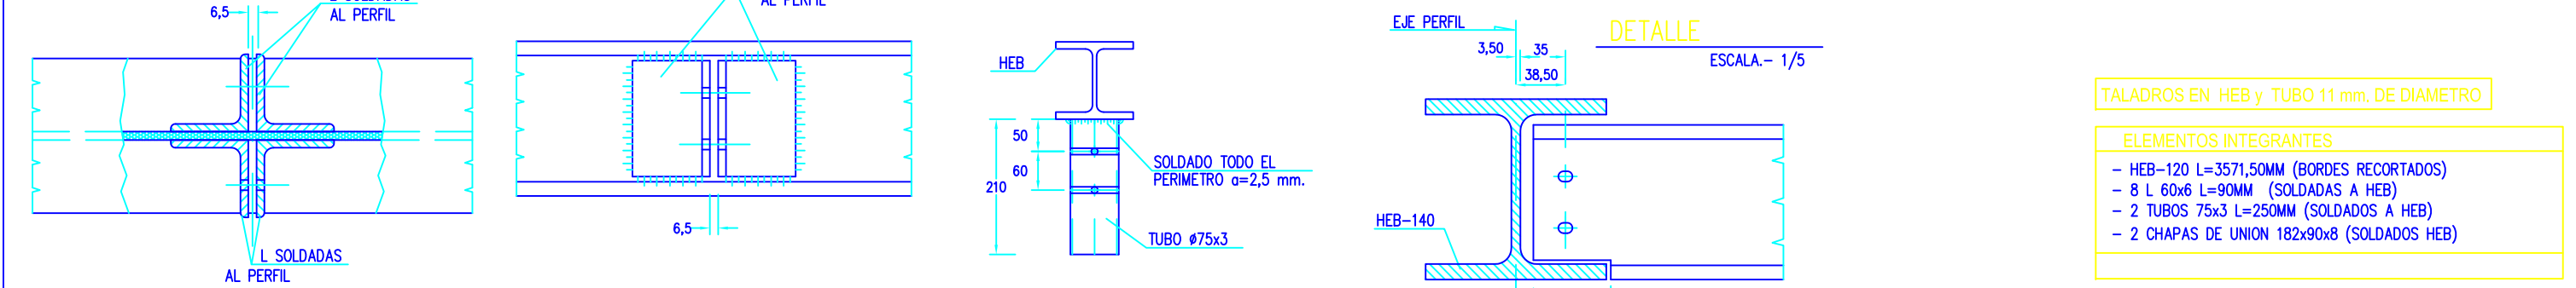 6,5
L SOLDADAS
AL PERFIL
L SOLDADAS
AL PERFIL
AL PERFIL
6,5
HEB
50
60
210
SOLDADO TODO EL
PERIMETRO a=2,5 mm.
TUBO ø75x3
EJE PERFIL
3,50
35
38,50
HEB-140
DETALLE
ESCALA.- 1/5
TALADROS EN HEB y TUBO 11 mm. DE DIAMETRO
ELEMENTOS INTEGRANTES
- HEB-120 L=3571,50MM (BORDES RECORTADOS)
- 8 L 60x6 L=90MM (SOLDADAS A HEB)
- 2 TUBOS 75x3 L=250MM (SOLDADOS A HEB)
- 2 CHAPAS DE UNION 182x90x8 (SOLDADOS HEB)